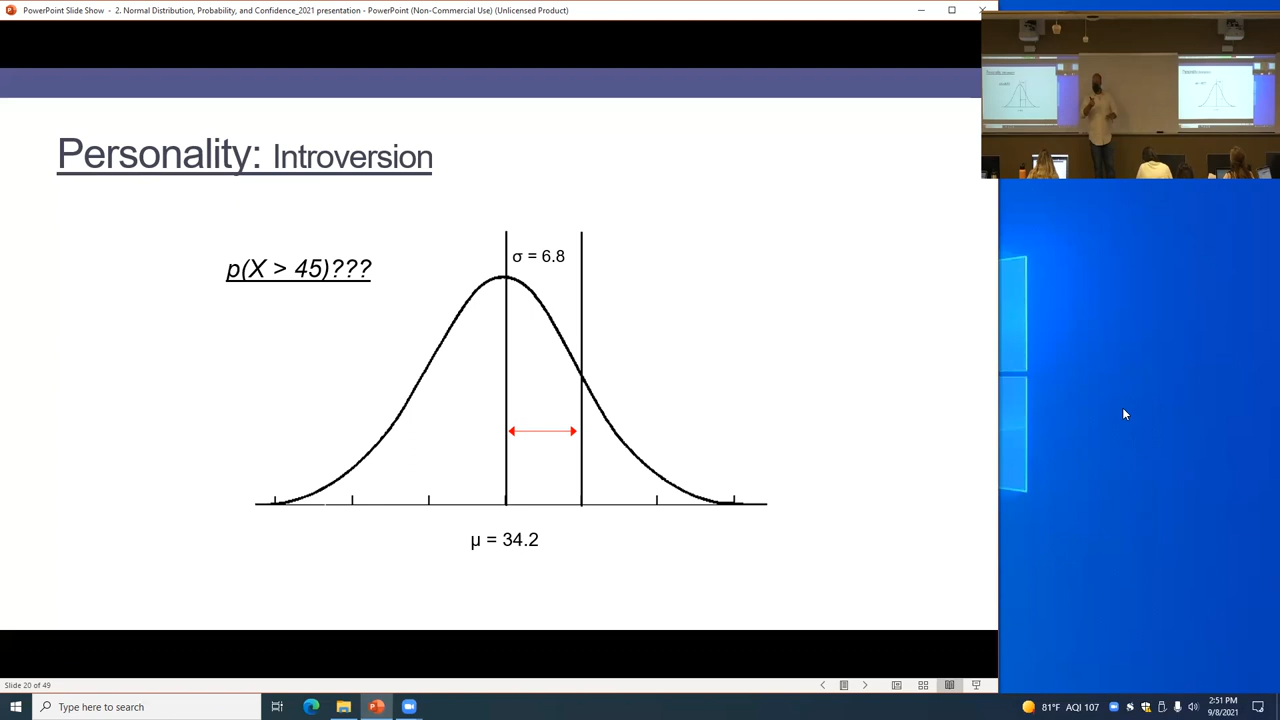 PowerPoint Slide Show - 2. Normal Distribution, Probability, and Confidence_2021 presentation - PowerPoint (Non-Commercial Use) (Unlicensed Product)
Personality: Introversion
p(X > 45)???
σ = 6.8
μ = 34.2
Slide 20 of 49
Type here to search
81°F AQI 107
2:51 PM
9/8/2021